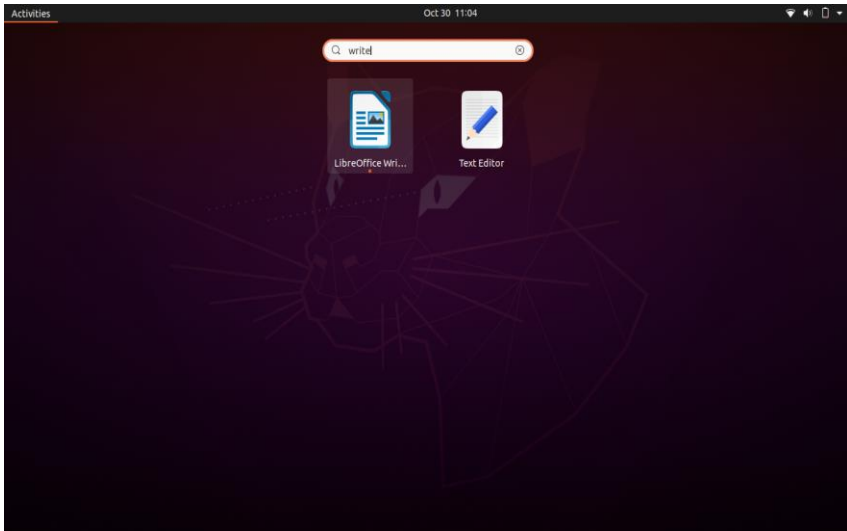 Activities
Oct 30 11:04
write
LibreOffice Wri...
Text Editor